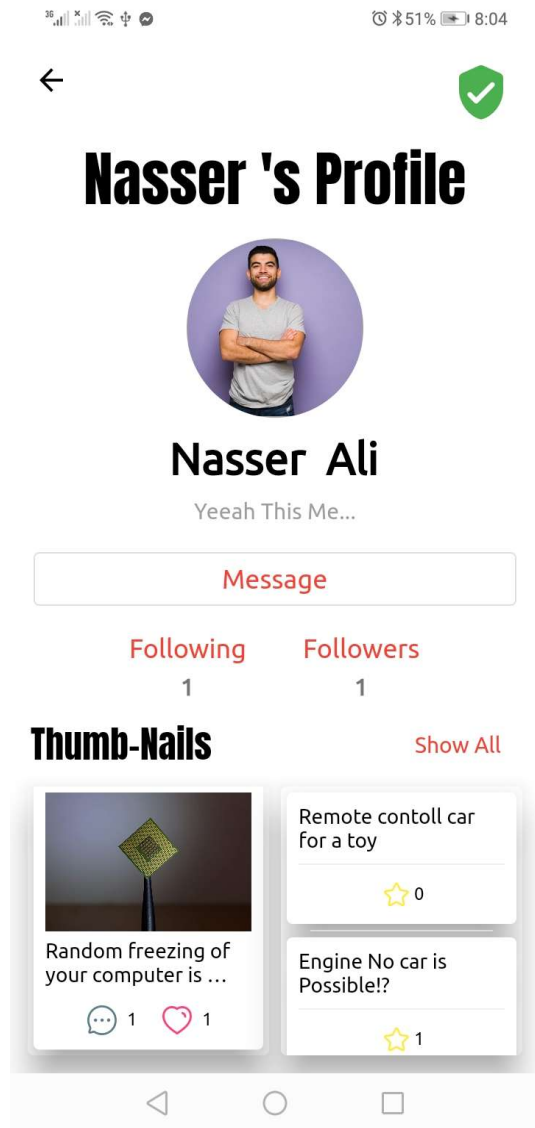 3G 51% 8:04
Nasser 's Profile
Nasser Ali
Yeeah This Me...
Message
Following Followers
1 1
Thumb-Nails Show All
Random freezing of
your computer is ...
1 1
Remote contoll car
for a toy
0
Engine No car is
Possible!?
1